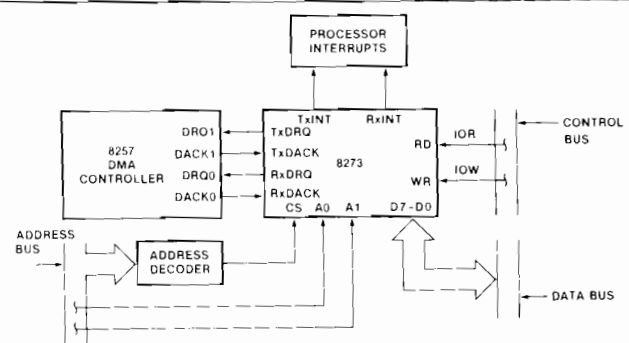 PROCESSOR
INTERRUPTS
TxINT RxINT
DRO1
TxDRQ
8257
DMA
CONTROLLER
DACK1
TxDACK
8273
DRQ0
RxDRQ
DACK0
RxDACK
RD
IOR
WR
IOW
CONTROL
BUS
CS A0 A1 D7-D0
ADDRESS
BUS
ADDRESS
DECODER
DATA BUS